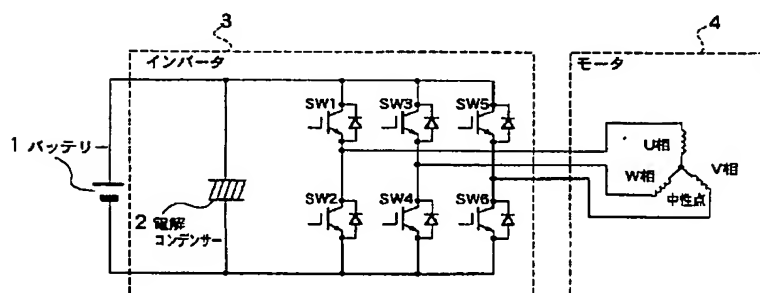 3
4
インバータ
モータ
SW1
SW3
SW5
1 バッテリー
U相
W相
V相
中性点
2 電解
コンデンサー
SW2
SW4
SW6